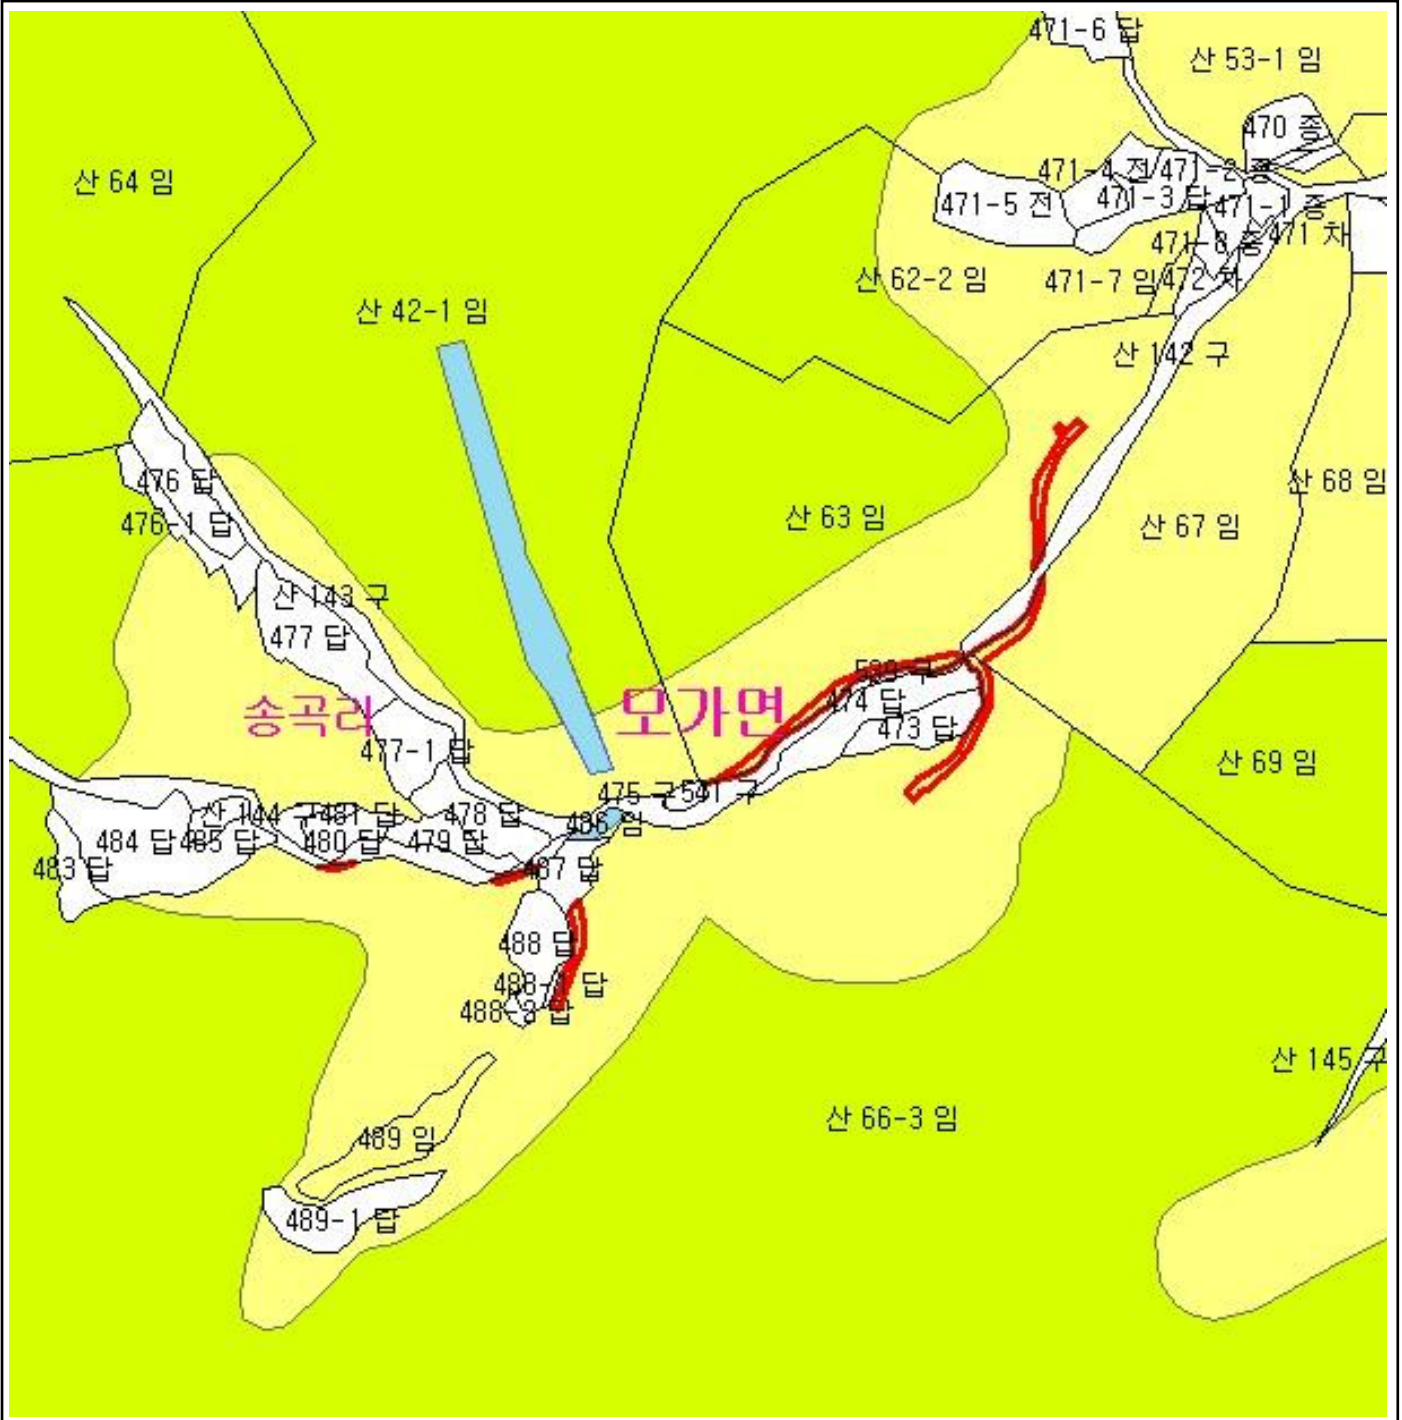 471-6 답
산 53-1 임
470 종
산 64 임
471-4 전
471-2 종
471-5 전
471-3 답
471-1 종
471-8 종
471 차
산 62-2 임
471-7 임
472 차
산 42-1 임
산 142 구
476 답
산 68 임
476-1 답
산 63 임
산 67 임
산 143 구
477 답
474 답
송곡리
모가면
473 답
477-1 답
산 69 임
475 구
541 구
산 144 구
481 답
478 답
486 임
484 답
485 답
480 답
479 답
483 답
487 답
488 답
488-1 답
산 145 구
산 66-3 임
489 임
489-1 답